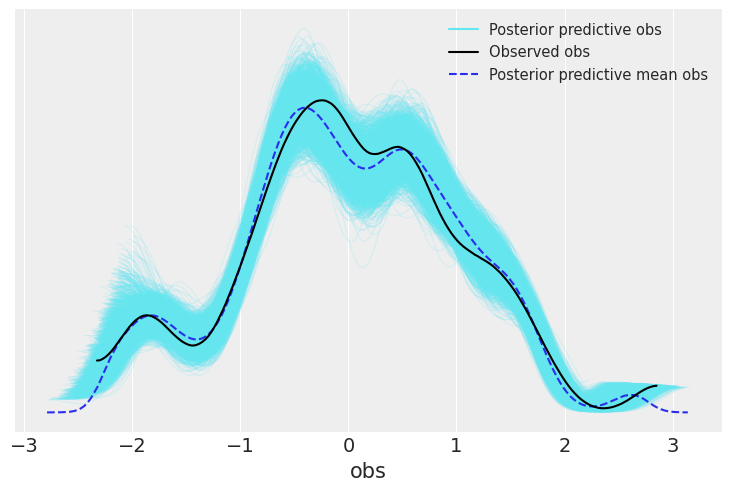 Posterior predictive obs
Observed obs
Posterior predictive mean obs
−3 −2 −1 0 1 2 3
obs